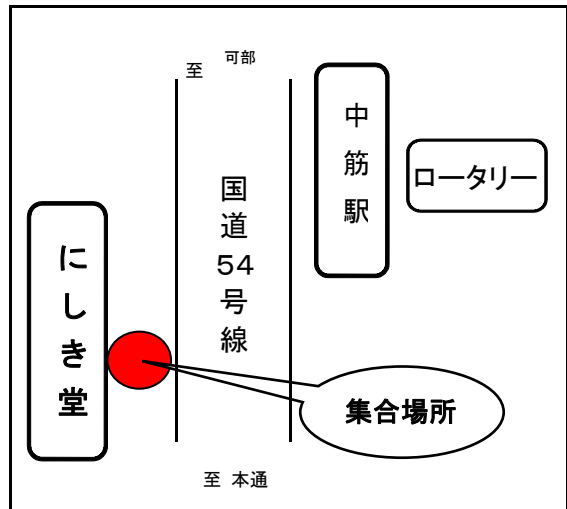 至 可部
中筋駅
ロータリー
国道54号線
にしき堂
集合場所
至 本通